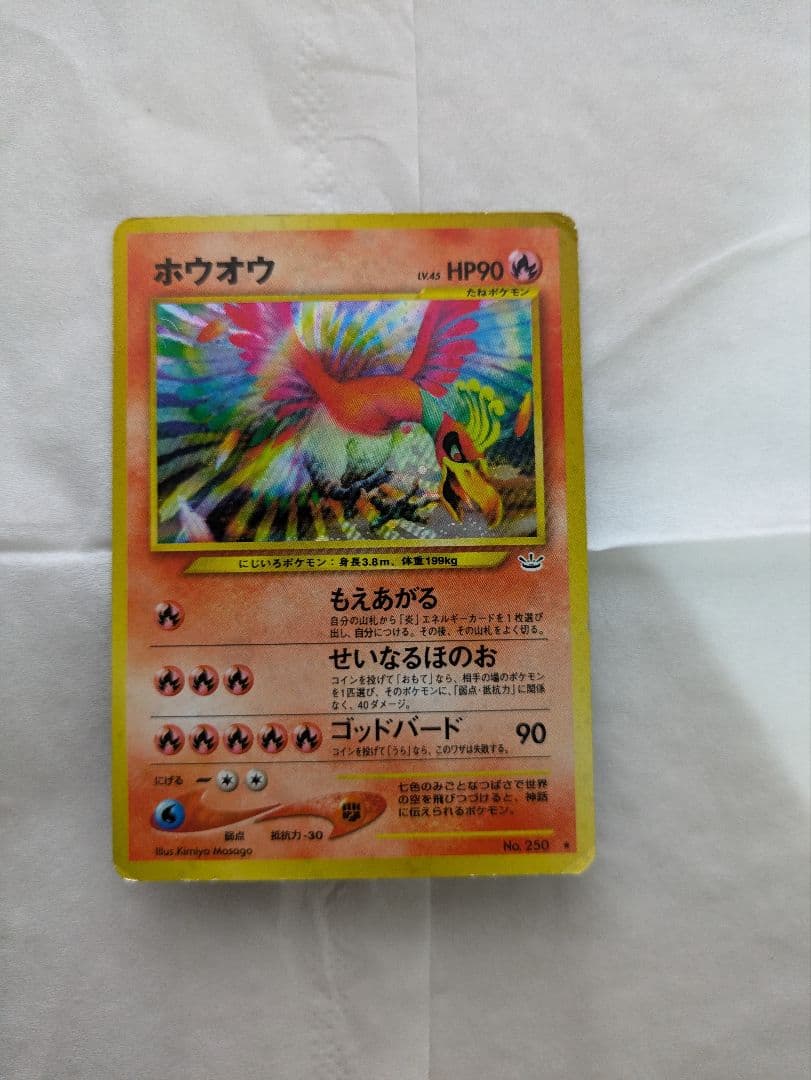 ホウオウ
LV.45 HP90
たねポケモン
にじいろポケモン：身長3.8m、体重199kg
もえあがる
自分の山札から「炎」エネルギーカードを1枚選び
出し、自分につける。その後、その山札をよく切る。
せいなるほのお
コインを投げて「おもて」なら、相手の場のポケモン
を1匹選び、そのポケモンに、「弱点・抵抗力」に関係
なく、40ダメージ。
ゴッドバード 90
コインを投げて「うら」なら、このワザは失敗する。
にげる
弱点 抵抗力-30
七色のみごとなつばさで世界
の空を飛びつづけると、神話
に伝えられるポケモン。
Illus.Kimiya Masago
No. 250 ★